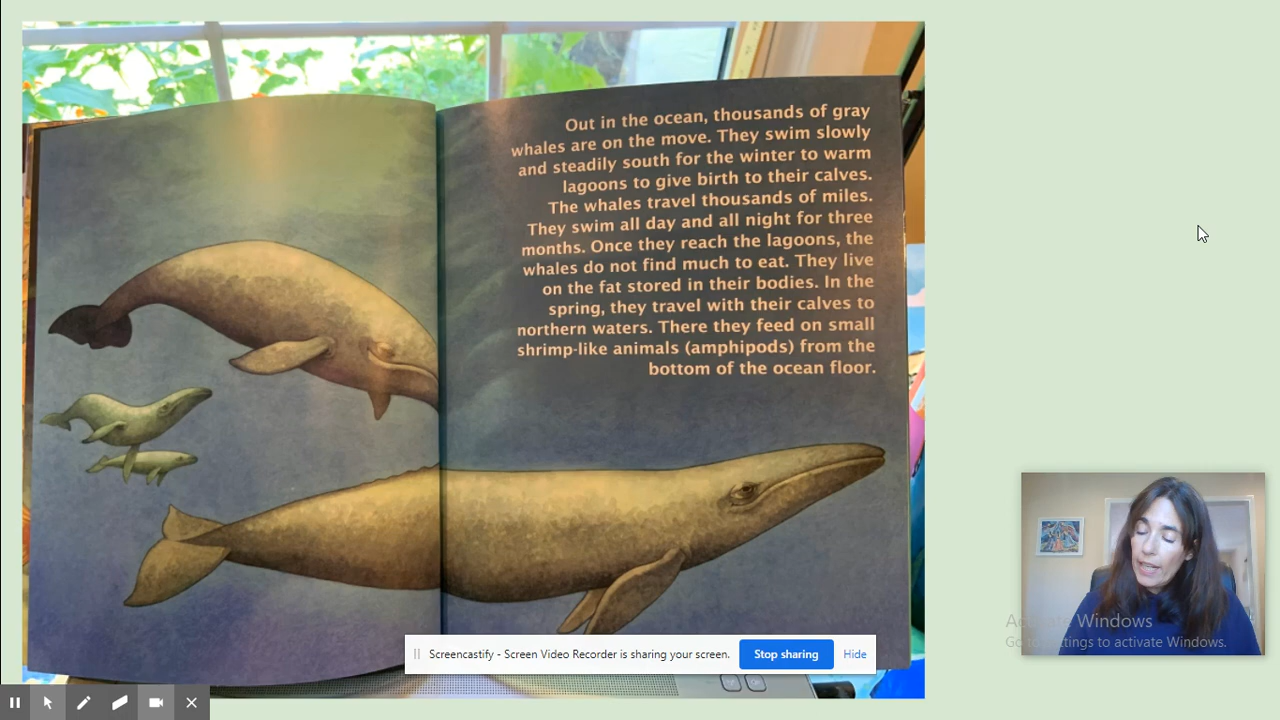 Out in the ocean, thousands of gray
whales are on the move. They swim slowly
and steadily south for the winter to warm
lagoons to give birth to their calves.
The whales travel thousands of miles.
They swim all day and all night for three
months. Once they reach the lagoons, the
whales do not find much to eat. They live
on the fat stored in their bodies. In the
spring, they travel with their calves to
northern waters. There they feed on small
shrimp-like animals (amphipods) from the
bottom of the ocean floor.
Screencastify - Screen Video Recorder is sharing your screen.
Stop sharing
Hide
Activate Windows
Go to Settings to activate Windows.